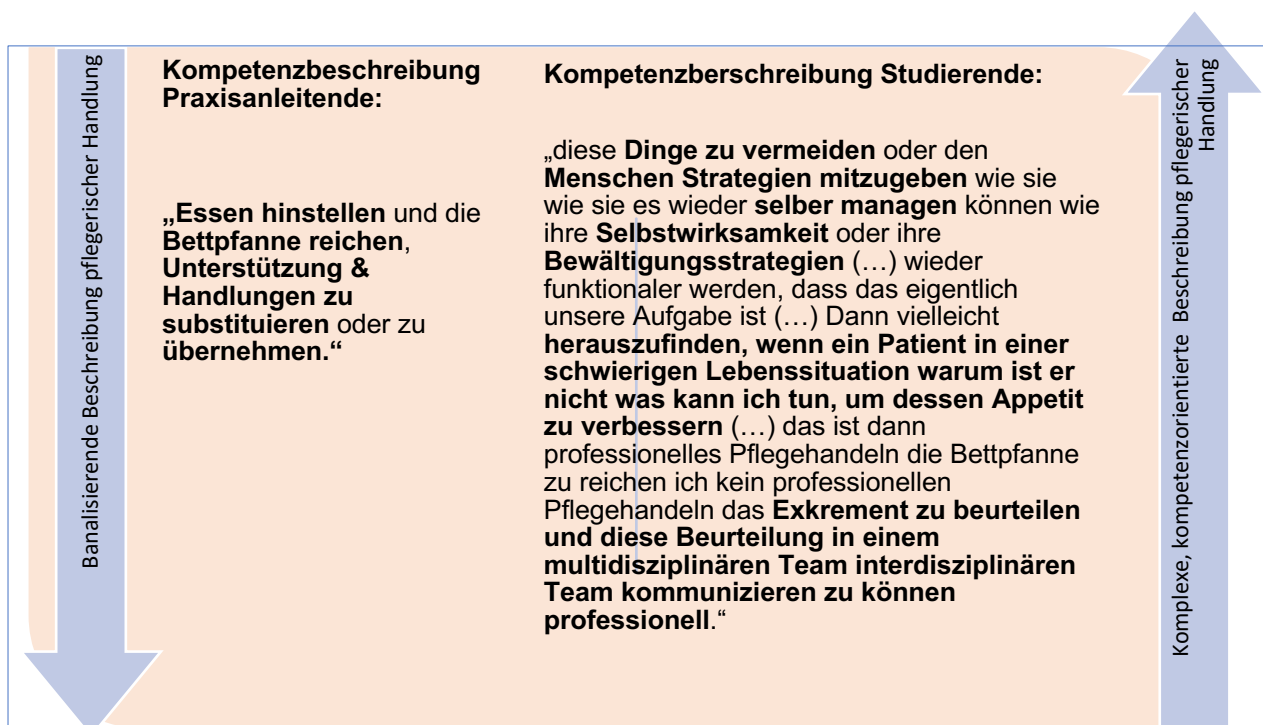 Banalisierende Beschreibung pflegerischer Handlung
Kompetenzbeschreibung
Praxisanleitende:
„Essen hinstellen und die
Bettpfanne reichen,
Unterstützung &
Handlungen zu
substituieren oder zu
übernehmen.“
Kompetenzberschreibung Studierende:
„diese Dinge zu vermeiden oder den
Menschen Strategien mitzugeben wie sie
wie sie es wieder selber managen können wie
ihre Selbstwirksamkeit oder ihre
Bewältigungsstrategien (…) wieder
funktionaler werden, dass das eigentlich
unsere Aufgabe ist (…) Dann vielleicht
herauszufinden, wenn ein Patient in einer
schwierigen Lebenssituation warum ist er
nicht was kann ich tun, um dessen Appetit
zu verbessern (…) das ist dann
professionelles Pflegehandeln die Bettpfanne
zu reichen ich kein professionellen
Pflegehandeln das Exkrement zu beurteilen
und diese Beurteilung in einem
multidisziplinären Team interdisziplinären
Team kommunizieren zu können
professionell.“
Komplexe, kompetenzorientierte Beschreibung pflegerischer
Handlung